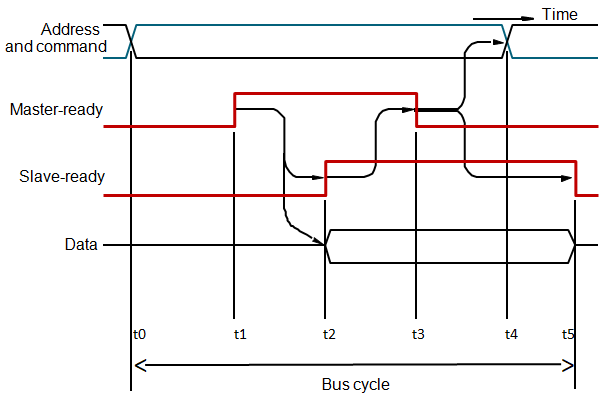 Time
Address
and command
Master-ready
Slave-ready
Data
t0
t1
t2
t3
t4
t5
Bus cycle